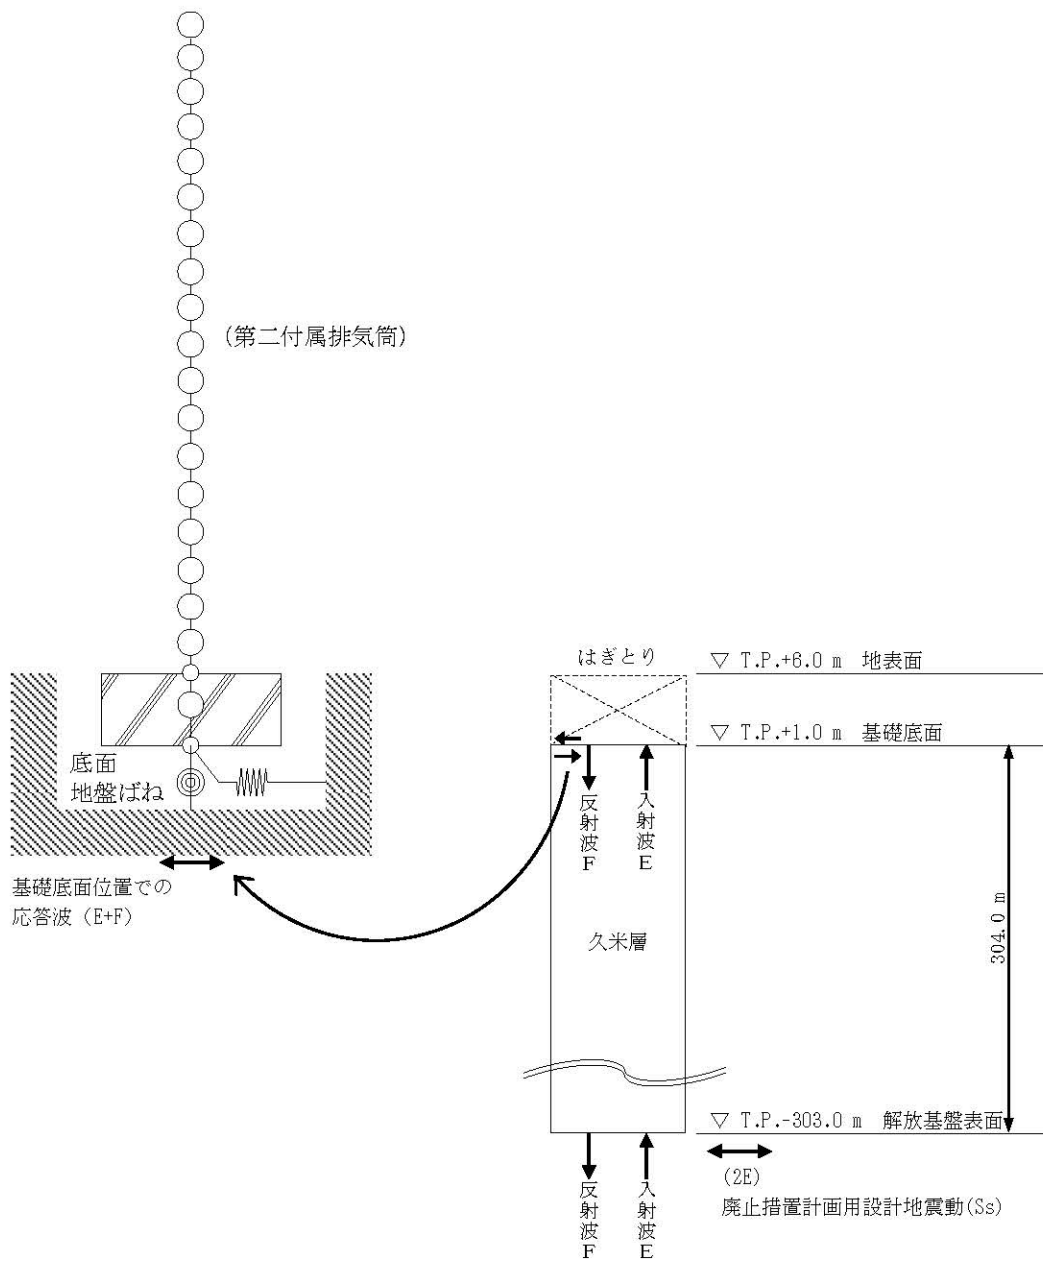 (第二付属排気筒)
はぎとり
▽ T.P.+6.0 m 地表面
▽ T.P.+1.0 m 基礎底面
底面
地盤ばね
反射波F
入射波E
基礎底面位置での
応答波（E+F）
久米層
304.0 m
▽ T.P.-303.0 m 解放基盤表面
反射波F
入射波E
(2E)
廃止措置計画用設計地震動(Ss)